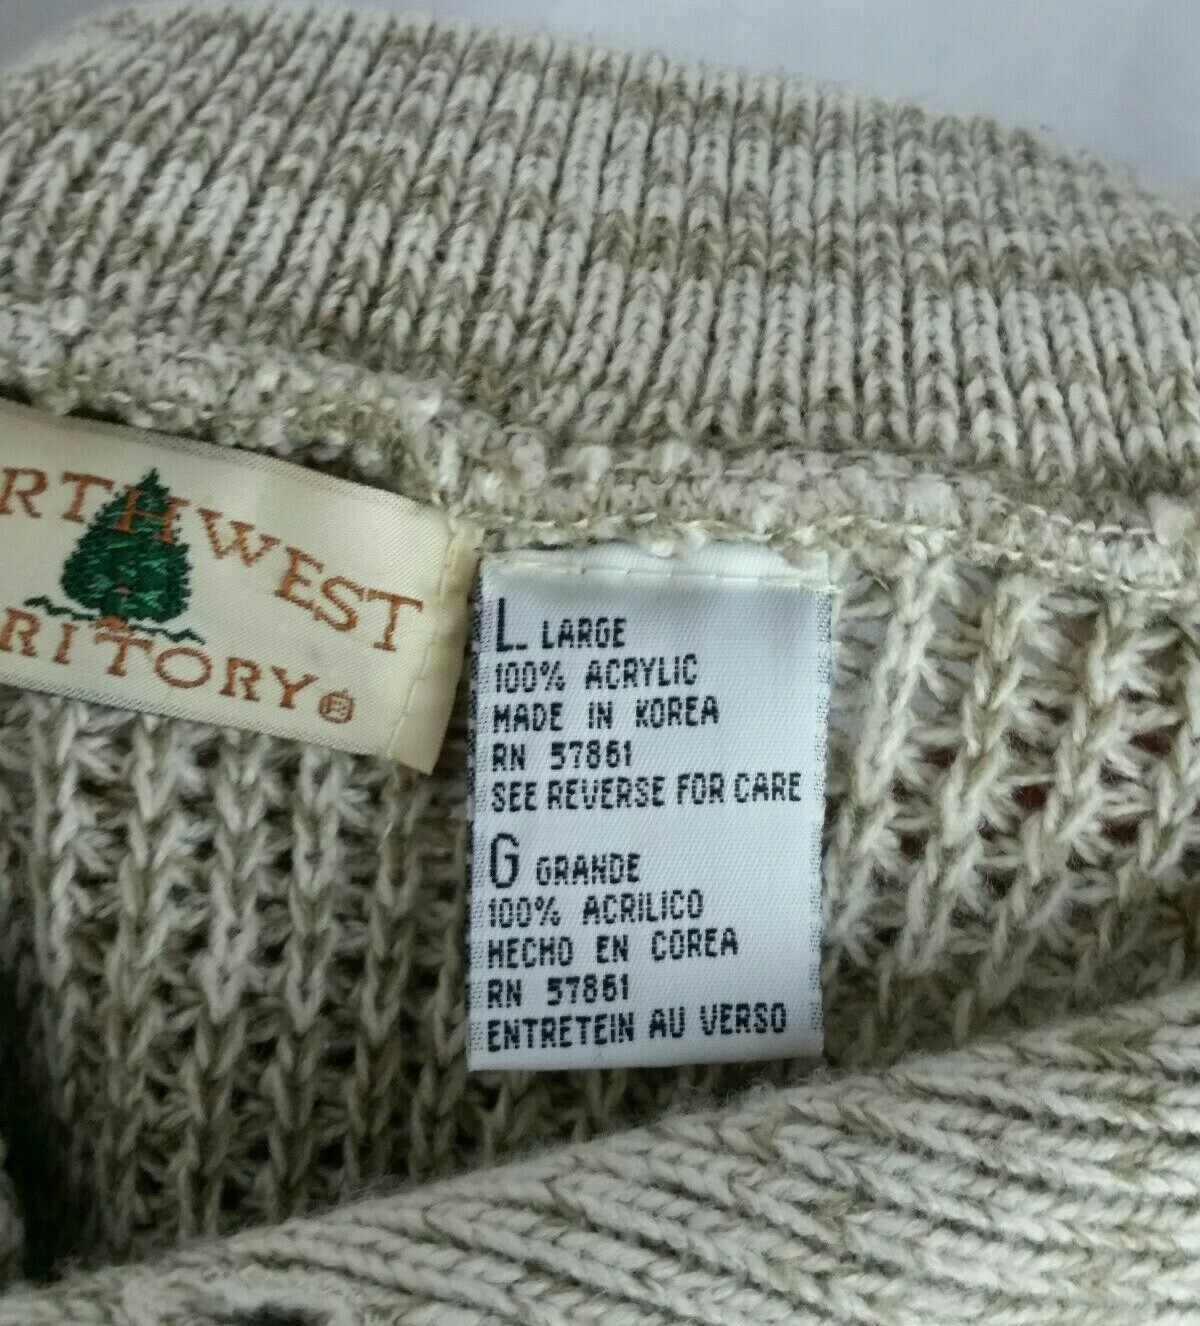 RTHWEST
RITORY®
L LARGE
100% ACRYLIC
MADE IN KOREA
RN 57861
SEE REVERSE FOR CARE
G GRANDE
100% ACRILICO
HECHO EN COREA
RN 57861
ENTRETEIN AU VERSO